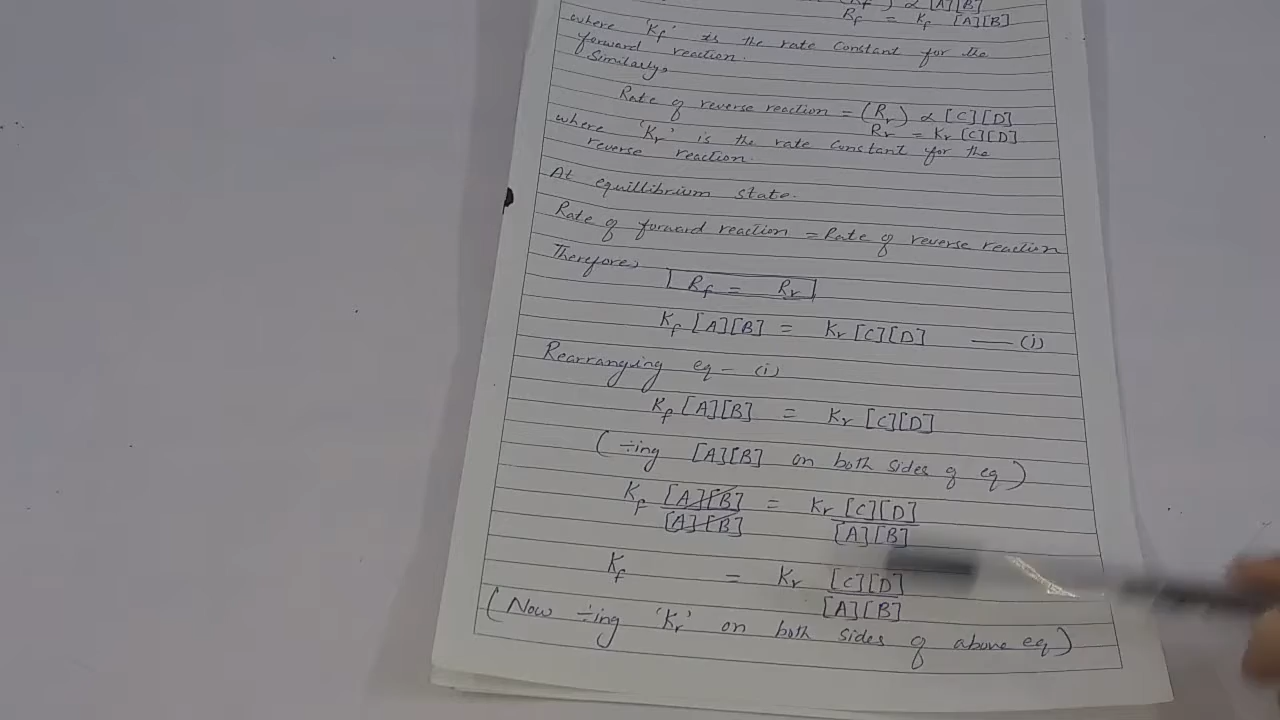 ∝ [A][B]
Rf = Kf [A][B]
where 'Kf' is the rate constant for the
forward reaction.
Similarly,
Rate of reverse reaction = (Rr) ∝ [C][D]
Rr = Kr [C][D]
where 'Kr' is the rate constant for the
reverse reaction.
At equillibrium state.
Rate of forward reaction = Rate of reverse reaction
Therefore,
Rf = Rr
Kf [A][B] = Kr [C][D] —— (i)
Rearranging eq - (i)
Kf [A][B] = Kr [C][D]
(÷ing [A][B] on both sides of eq)
Kf [A][B] = Kr [C][D]
[A][B] [A][B]
Kf = Kr [C][D]
[A][B]
(Now ÷ing 'Kr' on both sides of above eq)